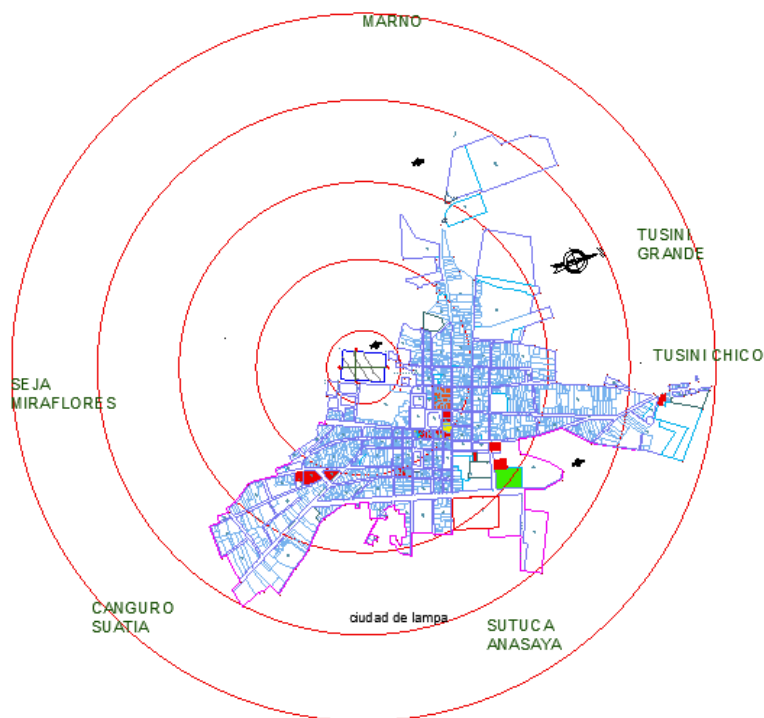 MARNO
TUSINI
GRANDE
TUSINI CHICO
SEJA
MIRAFLORES
CANGURO
SUATIA
ciudad de lampa
SUTUCA
ANASAYA